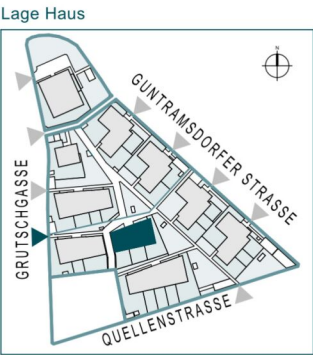 Lage Haus
N
GUNTRAMSDORFER STRASSE
GRUTSCHGASSE
QUELLENSTRASSE